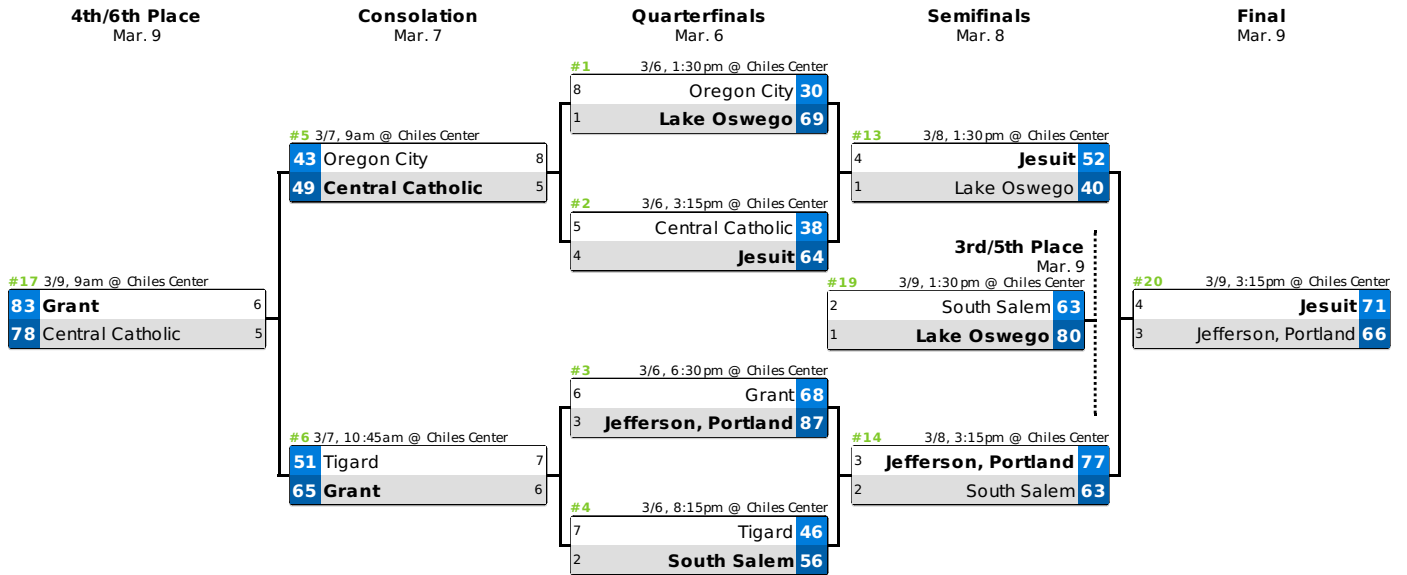 4th/6th Place
Mar. 9
Consolation
Mar. 7
Quarterfinals
Mar. 6
Semifinals
Mar. 8
Final
Mar. 9
#17 3/9, 9am @ Chiles Center
83 Grant 6
78 Central Catholic 5
#5 3/7, 9am @ Chiles Center
43 Oregon City 8
49 Central Catholic 5
#6 3/7, 10:45am @ Chiles Center
51 Tigard 7
65 Grant 6
#1 3/6, 1:30pm @ Chiles Center
8 Oregon City 30
1 Lake Oswego 69
#2 3/6, 3:15pm @ Chiles Center
5 Central Catholic 38
4 Jesuit 64
#3 3/6, 6:30pm @ Chiles Center
6 Grant 68
3 Jefferson, Portland 87
#4 3/6, 8:15pm @ Chiles Center
7 Tigard 46
2 South Salem 56
#13 3/8, 1:30pm @ Chiles Center
4 Jesuit 52
1 Lake Oswego 40
3rd/5th Place
Mar. 9
#19 3/9, 1:30pm @ Chiles Center
2 South Salem 63
1 Lake Oswego 80
#14 3/8, 3:15pm @ Chiles Center
3 Jefferson, Portland 77
2 South Salem 63
#20 3/9, 3:15pm @ Chiles Center
4 Jesuit 71
3 Jefferson, Portland 66